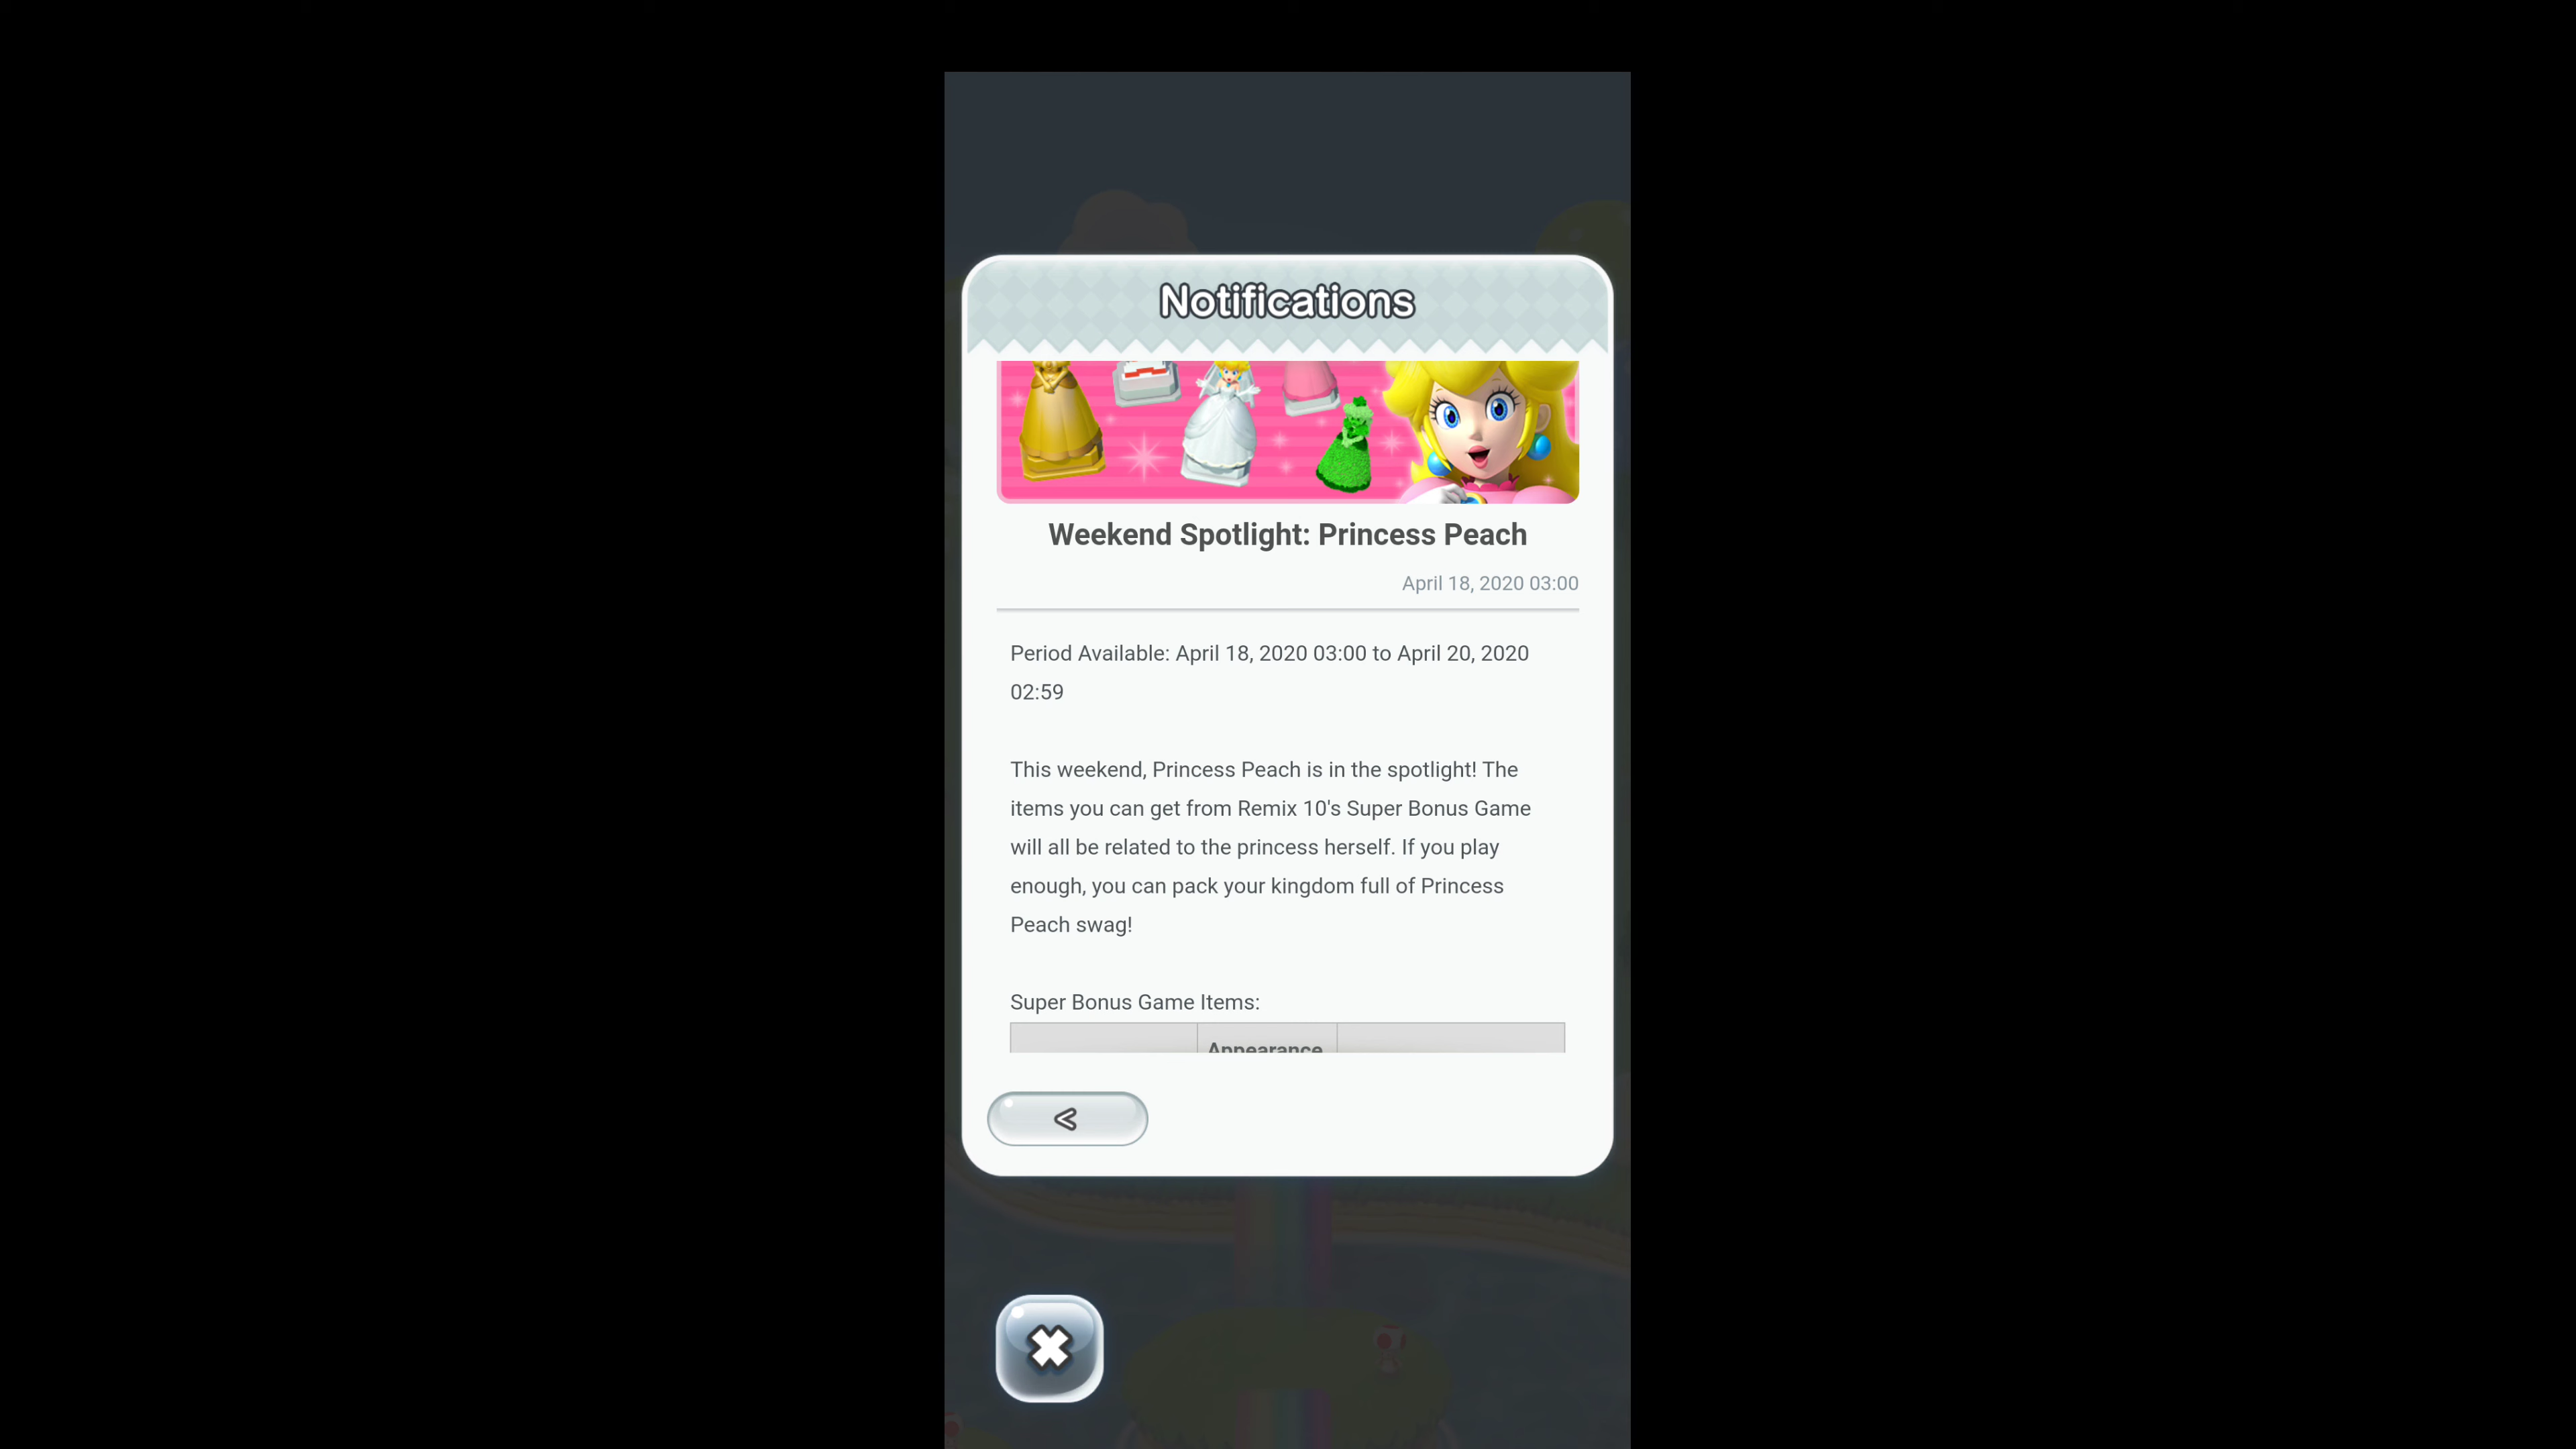 Notifications
Weekend Spotlight: Princess Peach
April 18, 2020 03:00
Period Available: April 18, 2020 03:00 to April 20, 2020
02:59
This weekend, Princess Peach is in the spotlight! The
items you can get from Remix 10's Super Bonus Game
will all be related to the princess herself. If you play
enough, you can pack your kingdom full of Princess
Peach swag!
Super Bonus Game Items:
Appearance